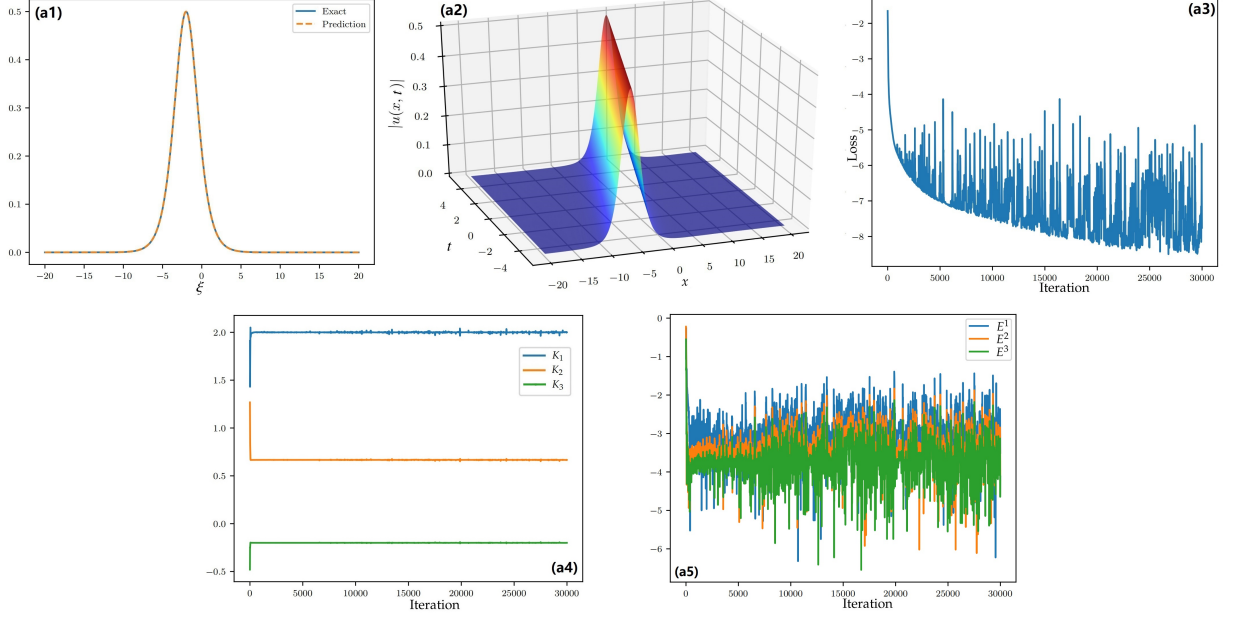 (a1)
Exact
Prediction
0.5
0.4
0.3
0.2
0.1
0.0
−20 −15 −10 −5 0 5 10 15 20
ξ
(a2)
|u(x, t)|
0.5
0.4
0.3
0.2
0.1
0.0
4
2
0
−2
−4
t
−20 −15 −10 −5 0 5 10 15 20
x
(a3)
Loss
−2
−4
−5
−6
−7
−8
0 5000 10000 15000 20000 25000 30000
Iteration
2.0
1.5
1.0
0.5
0.0
−0.5
K₁
K₂
K₃
(a4)
0 5000 10000 15000 20000 25000 30000
Iteration
0
−1
−2
−3
−4
−5
−6
E¹
E²
E³
(a5)
0 5000 10000 15000 20000 25000 30000
Iteration